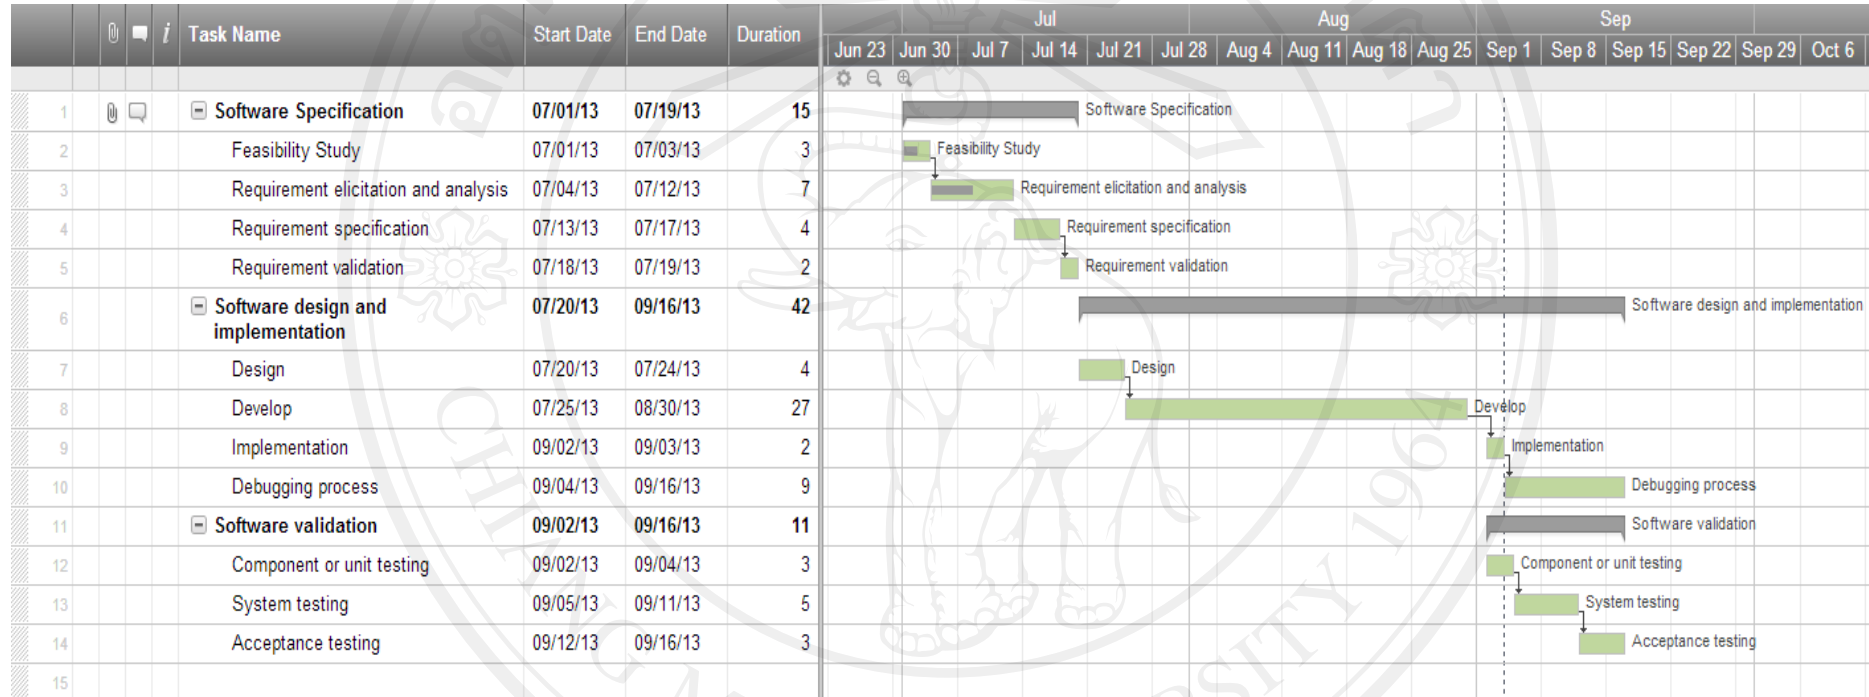 Jul Aug Sep
i Task Name Start Date End Date Duration
Jun 23 Jun 30 Jul 7 Jul 14 Jul 21 Jul 28 Aug 4 Aug 11 Aug 18 Aug 25 Sep 1 Sep 8 Sep 15 Sep 22 Sep 29 Oct 6
1 Software Specification 07/01/13 07/19/13 15 Software Specification
2 Feasibility Study 07/01/13 07/03/13 3 Feasibility Study
3 Requirement elicitation and analysis 07/04/13 07/12/13 7 Requirement elicitation and analysis
4 Requirement specification 07/13/13 07/17/13 4 Requirement specification
5 Requirement validation 07/18/13 07/19/13 2 Requirement validation
6 Software design and 07/20/13 09/16/13 42 Software design and implementation
implementation
7 Design 07/20/13 07/24/13 4 Design
8 Develop 07/25/13 08/30/13 27 Develop
9 Implementation 09/02/13 09/03/13 2 Implementation
10 Debugging process 09/04/13 09/16/13 9 Debugging process
11 Software validation 09/02/13 09/16/13 11 Software validation
12 Component or unit testing 09/02/13 09/04/13 3 Component or unit testing
13 System testing 09/05/13 09/11/13 5 System testing
14 Acceptance testing 09/12/13 09/16/13 3 Acceptance testing
15
1964